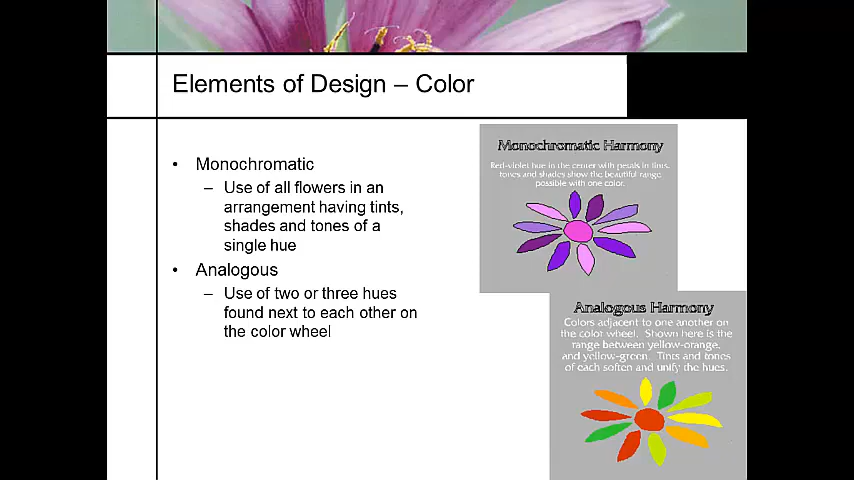 Elements of Design – Color
• Monochromatic
– Use of all flowers in an
arrangement having tints,
shades and tones of a
single hue
• Analogous
– Use of two or three hues
found next to each other on
the color wheel
Monochromatic Harmony
Red-violet hue in the center with petals in tints,
tones and shades show the beautiful range
possible with one color.
Analogous Harmony
Colors adjacent to one another on
the color wheel. Shown here is the
range between yellow-orange,
and yellow-green. Tints and tones
of each soften and unify the hues.